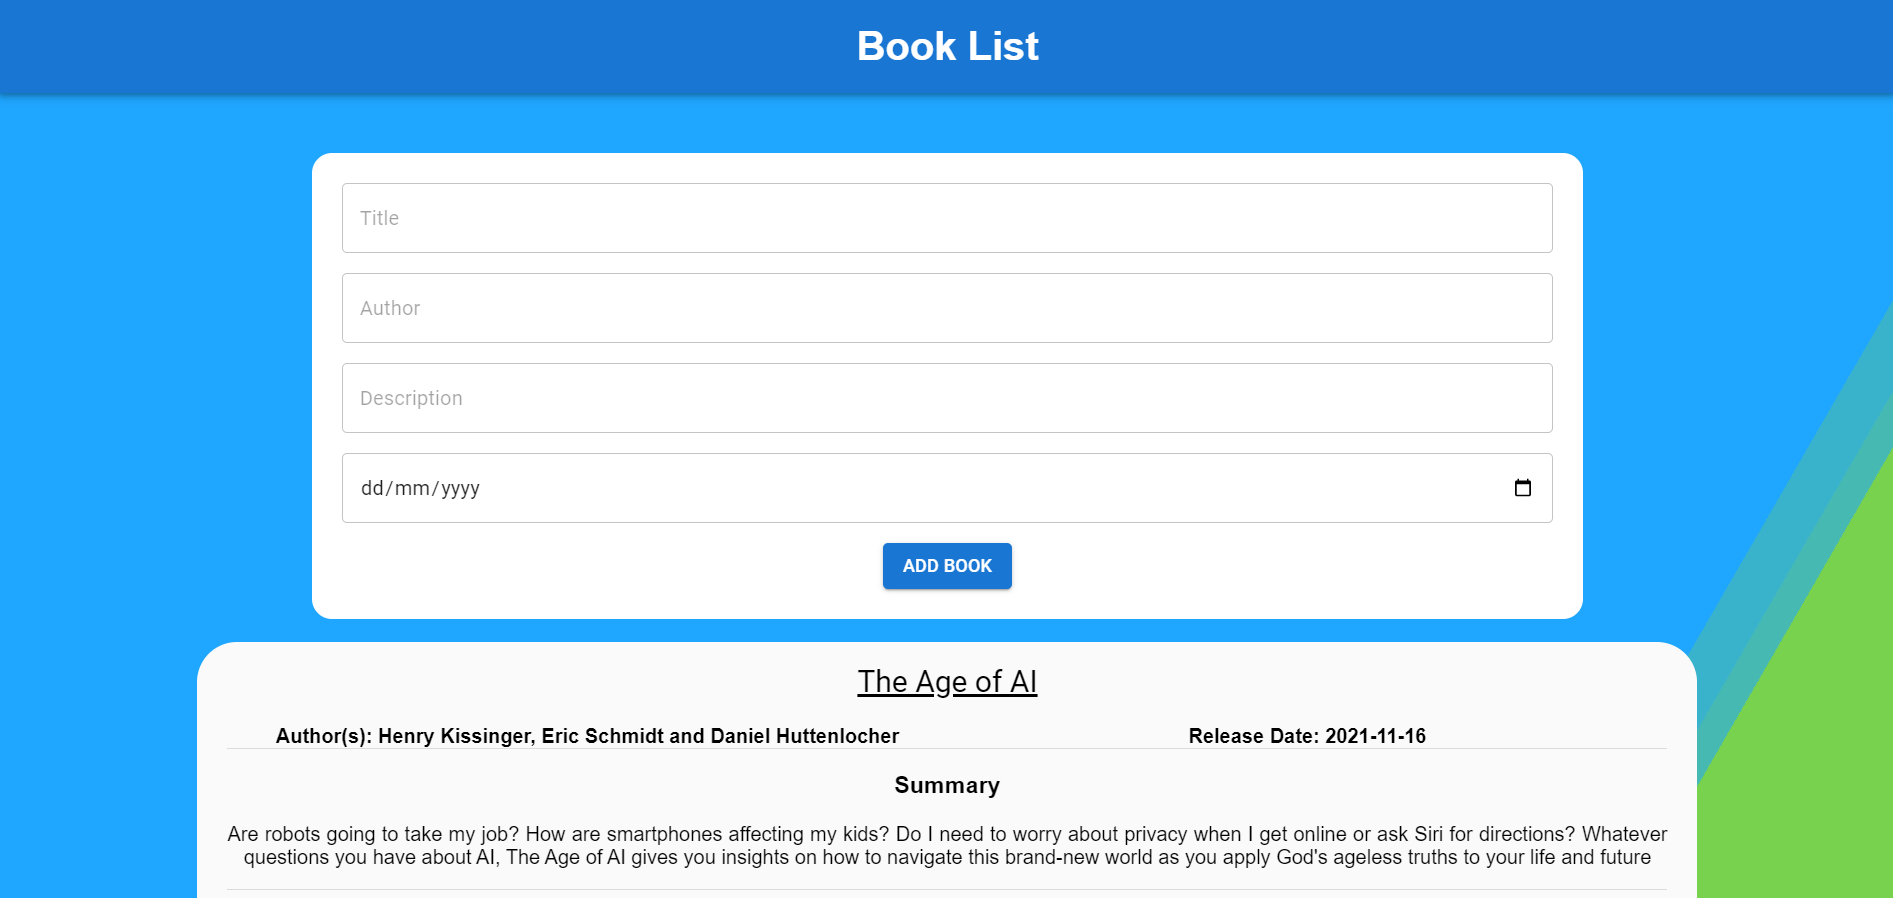 Book List
Title
Author
Description
dd/mm/yyyy
ADD BOOK
The Age of AI
Author(s): Henry Kissinger, Eric Schmidt and Daniel Huttenlocher
Release Date: 2021-11-16
Summary
Are robots going to take my job? How are smartphones affecting my kids? Do I need to worry about privacy when I get online or ask Siri for directions? Whatever
questions you have about AI, The Age of AI gives you insights on how to navigate this brand-new world as you apply God's ageless truths to your life and future